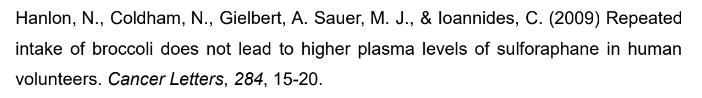 Hanlon, N., Coldham, N., Gielbert, A. Sauer, M. J., & Ioannides, C. (2009) Repeated
intake of broccoli does not lead to higher plasma levels of sulforaphane in human
volunteers. Cancer Letters, 284, 15-20.